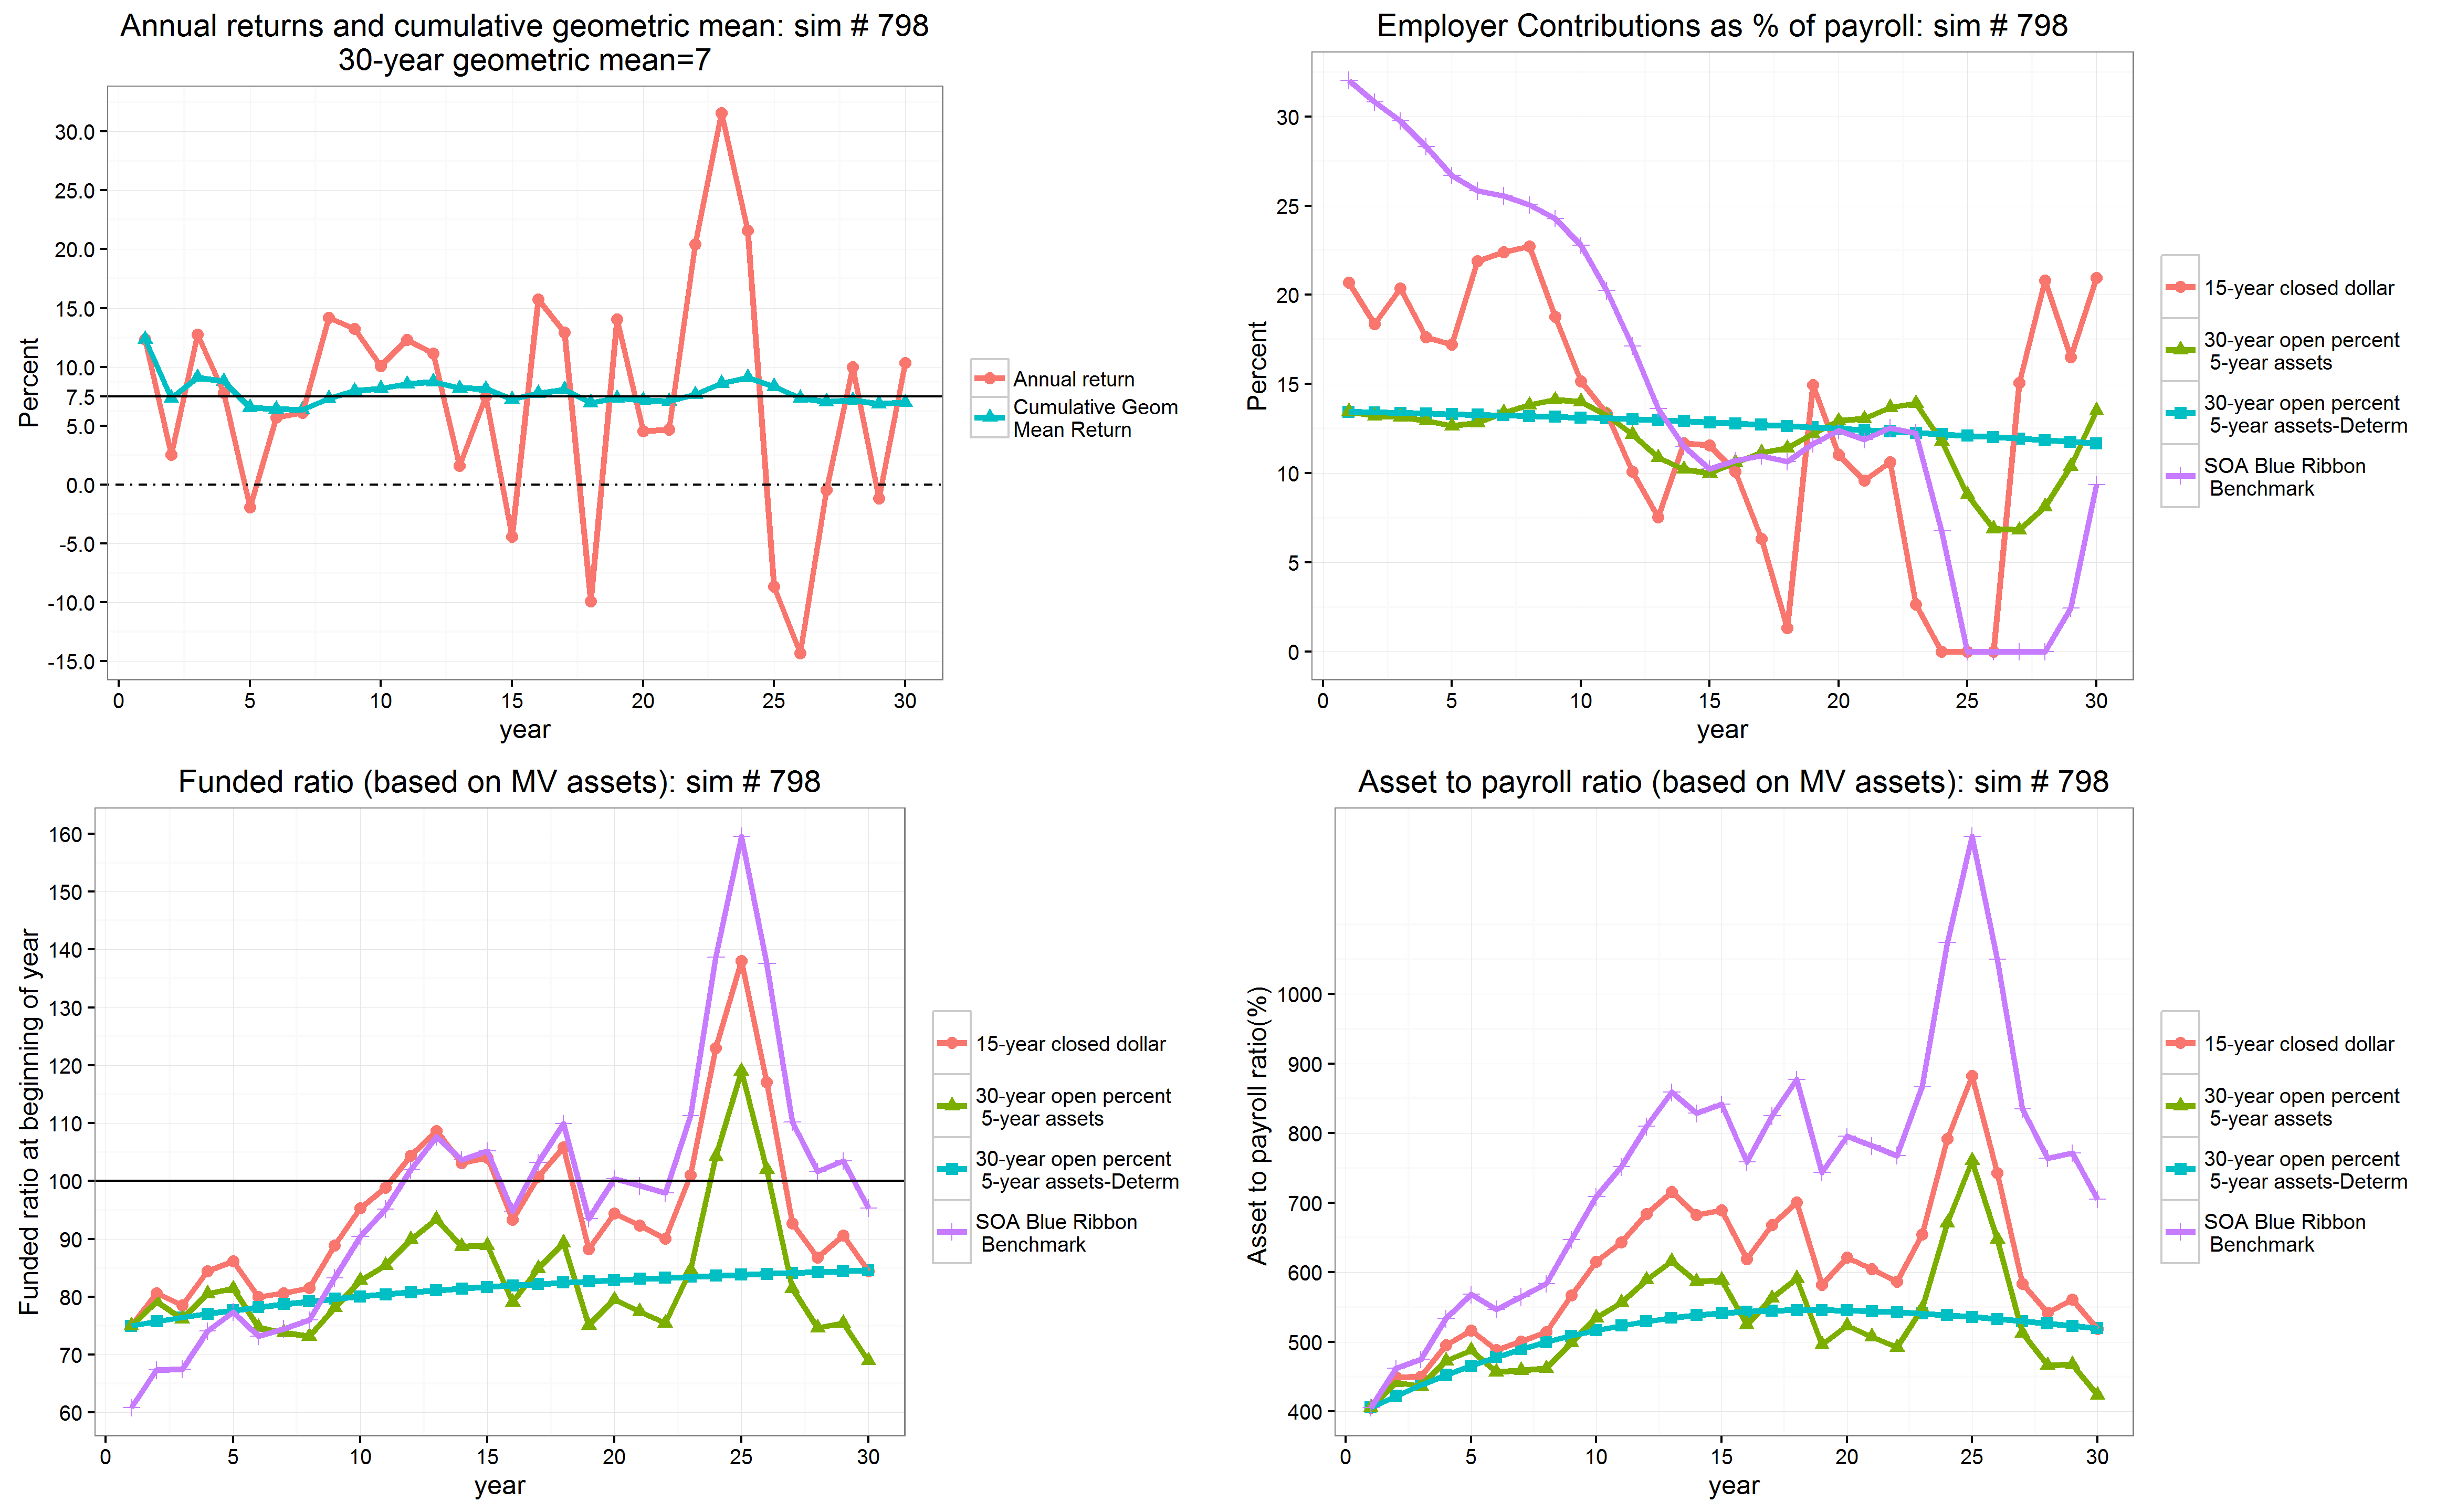 Annual returns and cumulative geometric mean: sim # 798
30-year geometric mean=7
Percent
30.0
25.0
20.0
15.0
10.0
7.5
5.0
0.0
-5.0
-10.0
-15.0
0 5 10 15 20 25 30
year
Annual return
Cumulative Geom
Mean Return
Employer Contributions as % of payroll: sim # 798
Percent
30
25
20
15
10
5
0
0 5 10 15 20 25 30
year
15-year closed dollar
30-year open percent
5-year assets
30-year open percent
5-year assets-Determ
SOA Blue Ribbon
Benchmark
Funded ratio (based on MV assets): sim # 798
Funded ratio at beginning of year
160
150
140
130
120
110
100
90
80
70
60
0 5 10 15 20 25 30
year
15-year closed dollar
30-year open percent
5-year assets
30-year open percent
5-year assets-Determ
SOA Blue Ribbon
Benchmark
Asset to payroll ratio (based on MV assets): sim # 798
Asset to payroll ratio(%)
1000
900
800
700
600
500
400
0 5 10 15 20 25 30
year
15-year closed dollar
30-year open percent
5-year assets
30-year open percent
5-year assets-Determ
SOA Blue Ribbon
Benchmark